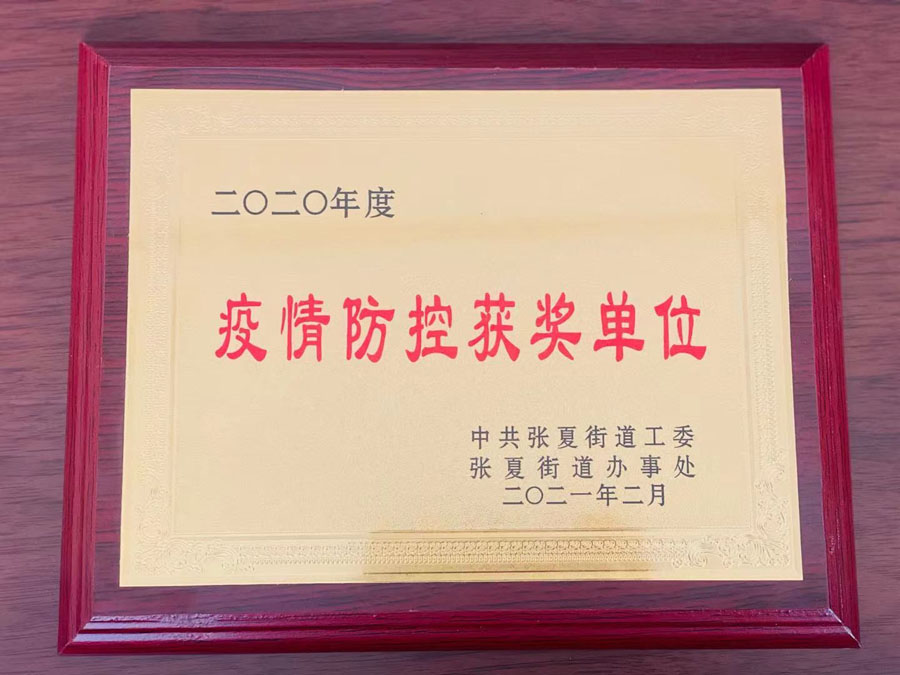 二〇二〇年度
疫情防控获奖单位
中共张夏街道工委
张夏街道办事处
二〇二一年二月